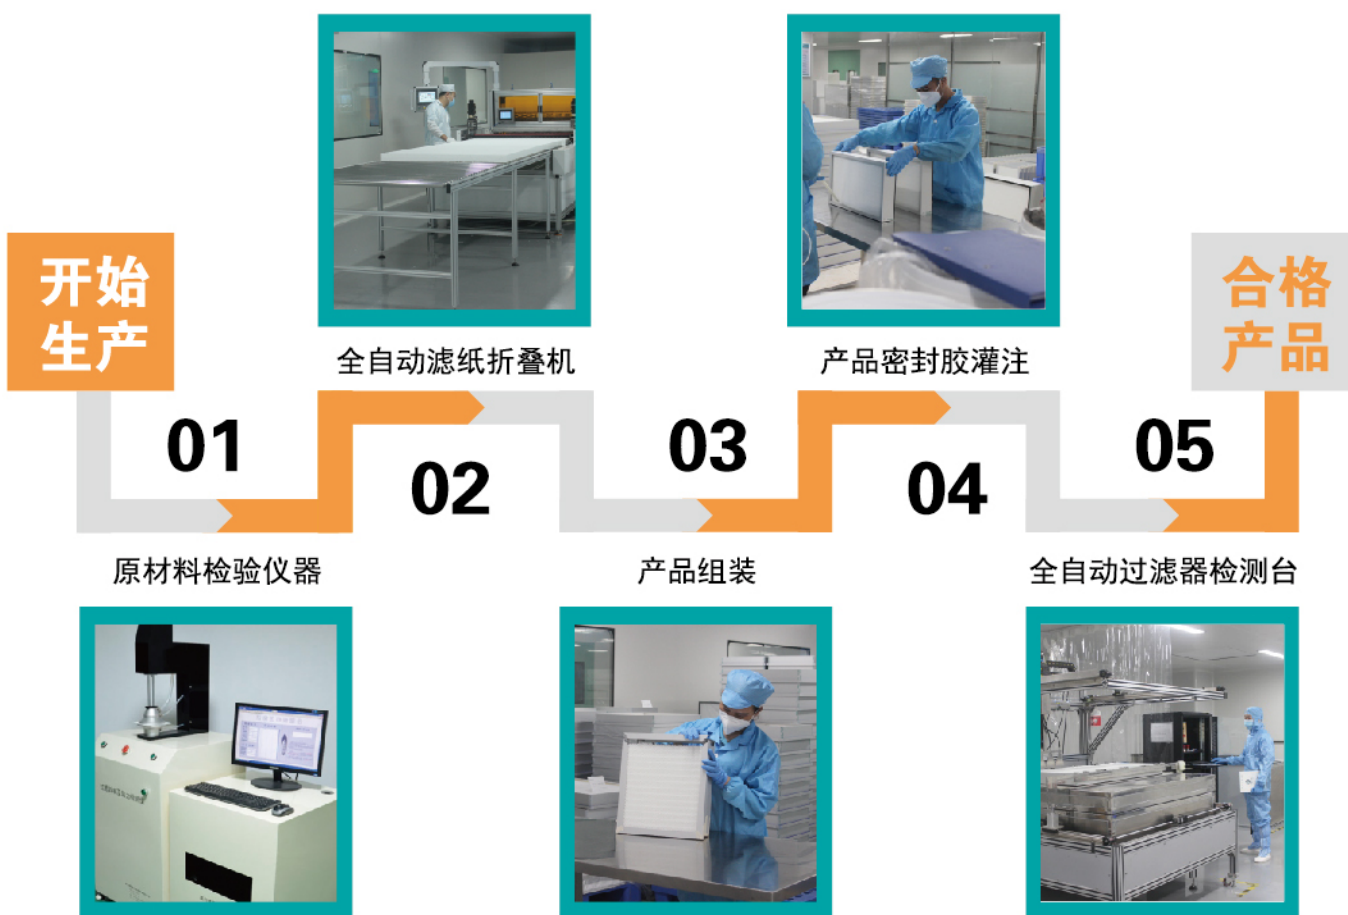 开始
生产
01
原材料检验仪器
全自动滤纸折叠机
02
03
产品组装
产品密封胶灌注
04
05
全自动过滤器检测台
合格
产品